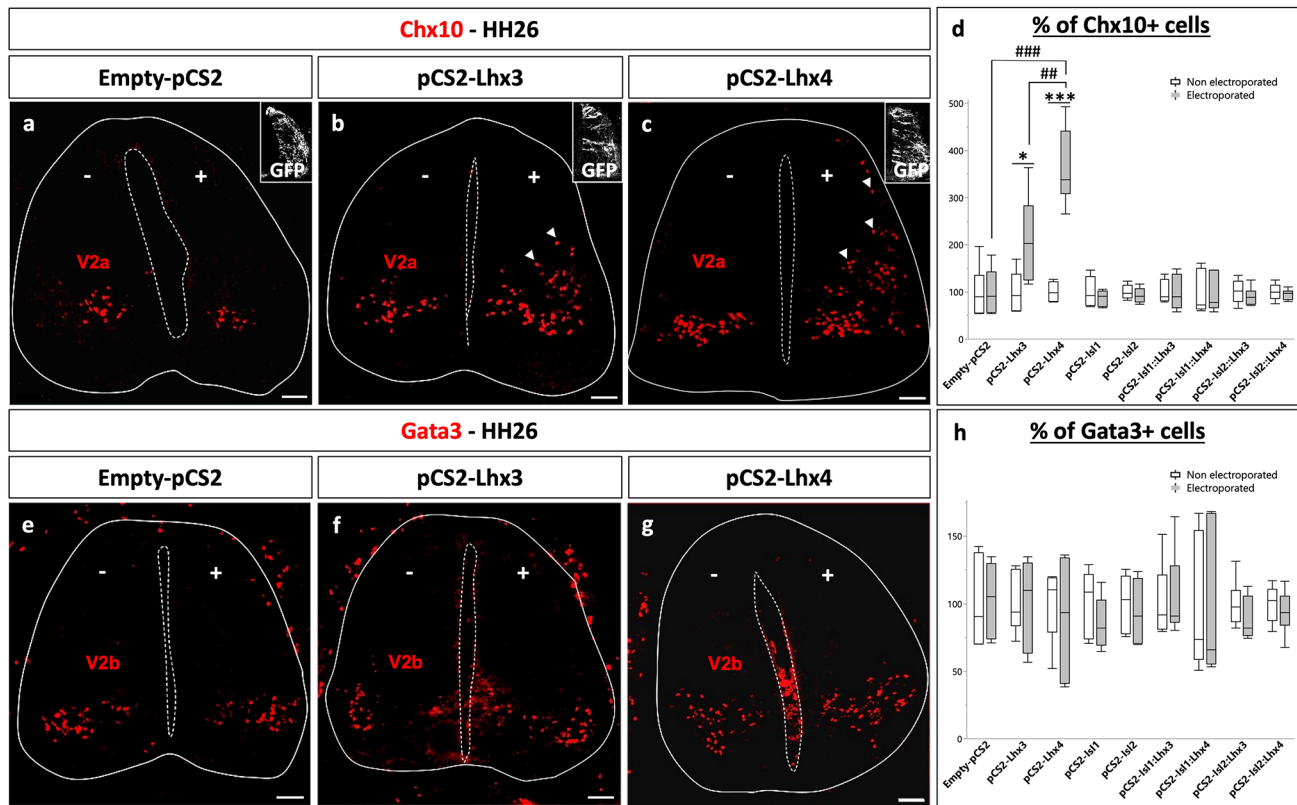 Chx10 - HH26
Empty-pCS2
pCS2-Lhx3
pCS2-Lhx4
a
-
+
GFP
V2a
b
-
+
GFP
V2a
c
-
+
GFP
V2a
d
% of Chx10+ cells
###
##
***
*
Non electroporated
Electroporated
500
400
300
200
100
0
Empty-pCS2
pCS2-Lhx3
pCS2-Lhx4
pCS2-Isl1
pCS2-Isl2
pCS2-Isl1::Lhx3
pCS2-Isl1::Lhx4
pCS2-Isl2::Lhx3
pCS2-Isl2::Lhx4
Gata3 - HH26
Empty-pCS2
pCS2-Lhx3
pCS2-Lhx4
e
-
+
V2b
f
-
+
V2b
g
-
+
V2b
h
% of Gata3+ cells
Non electroporated
Electroporated
150
100
50
0
Empty-pCS2
pCS2-Lhx3
pCS2-Lhx4
pCS2-Isl1
pCS2-Isl2
pCS2-Isl1:Lhx3
pCS2-Isl1:Lhx4
pCS2-Isl2:Lhx3
pCS2-Isl2:Lhx4